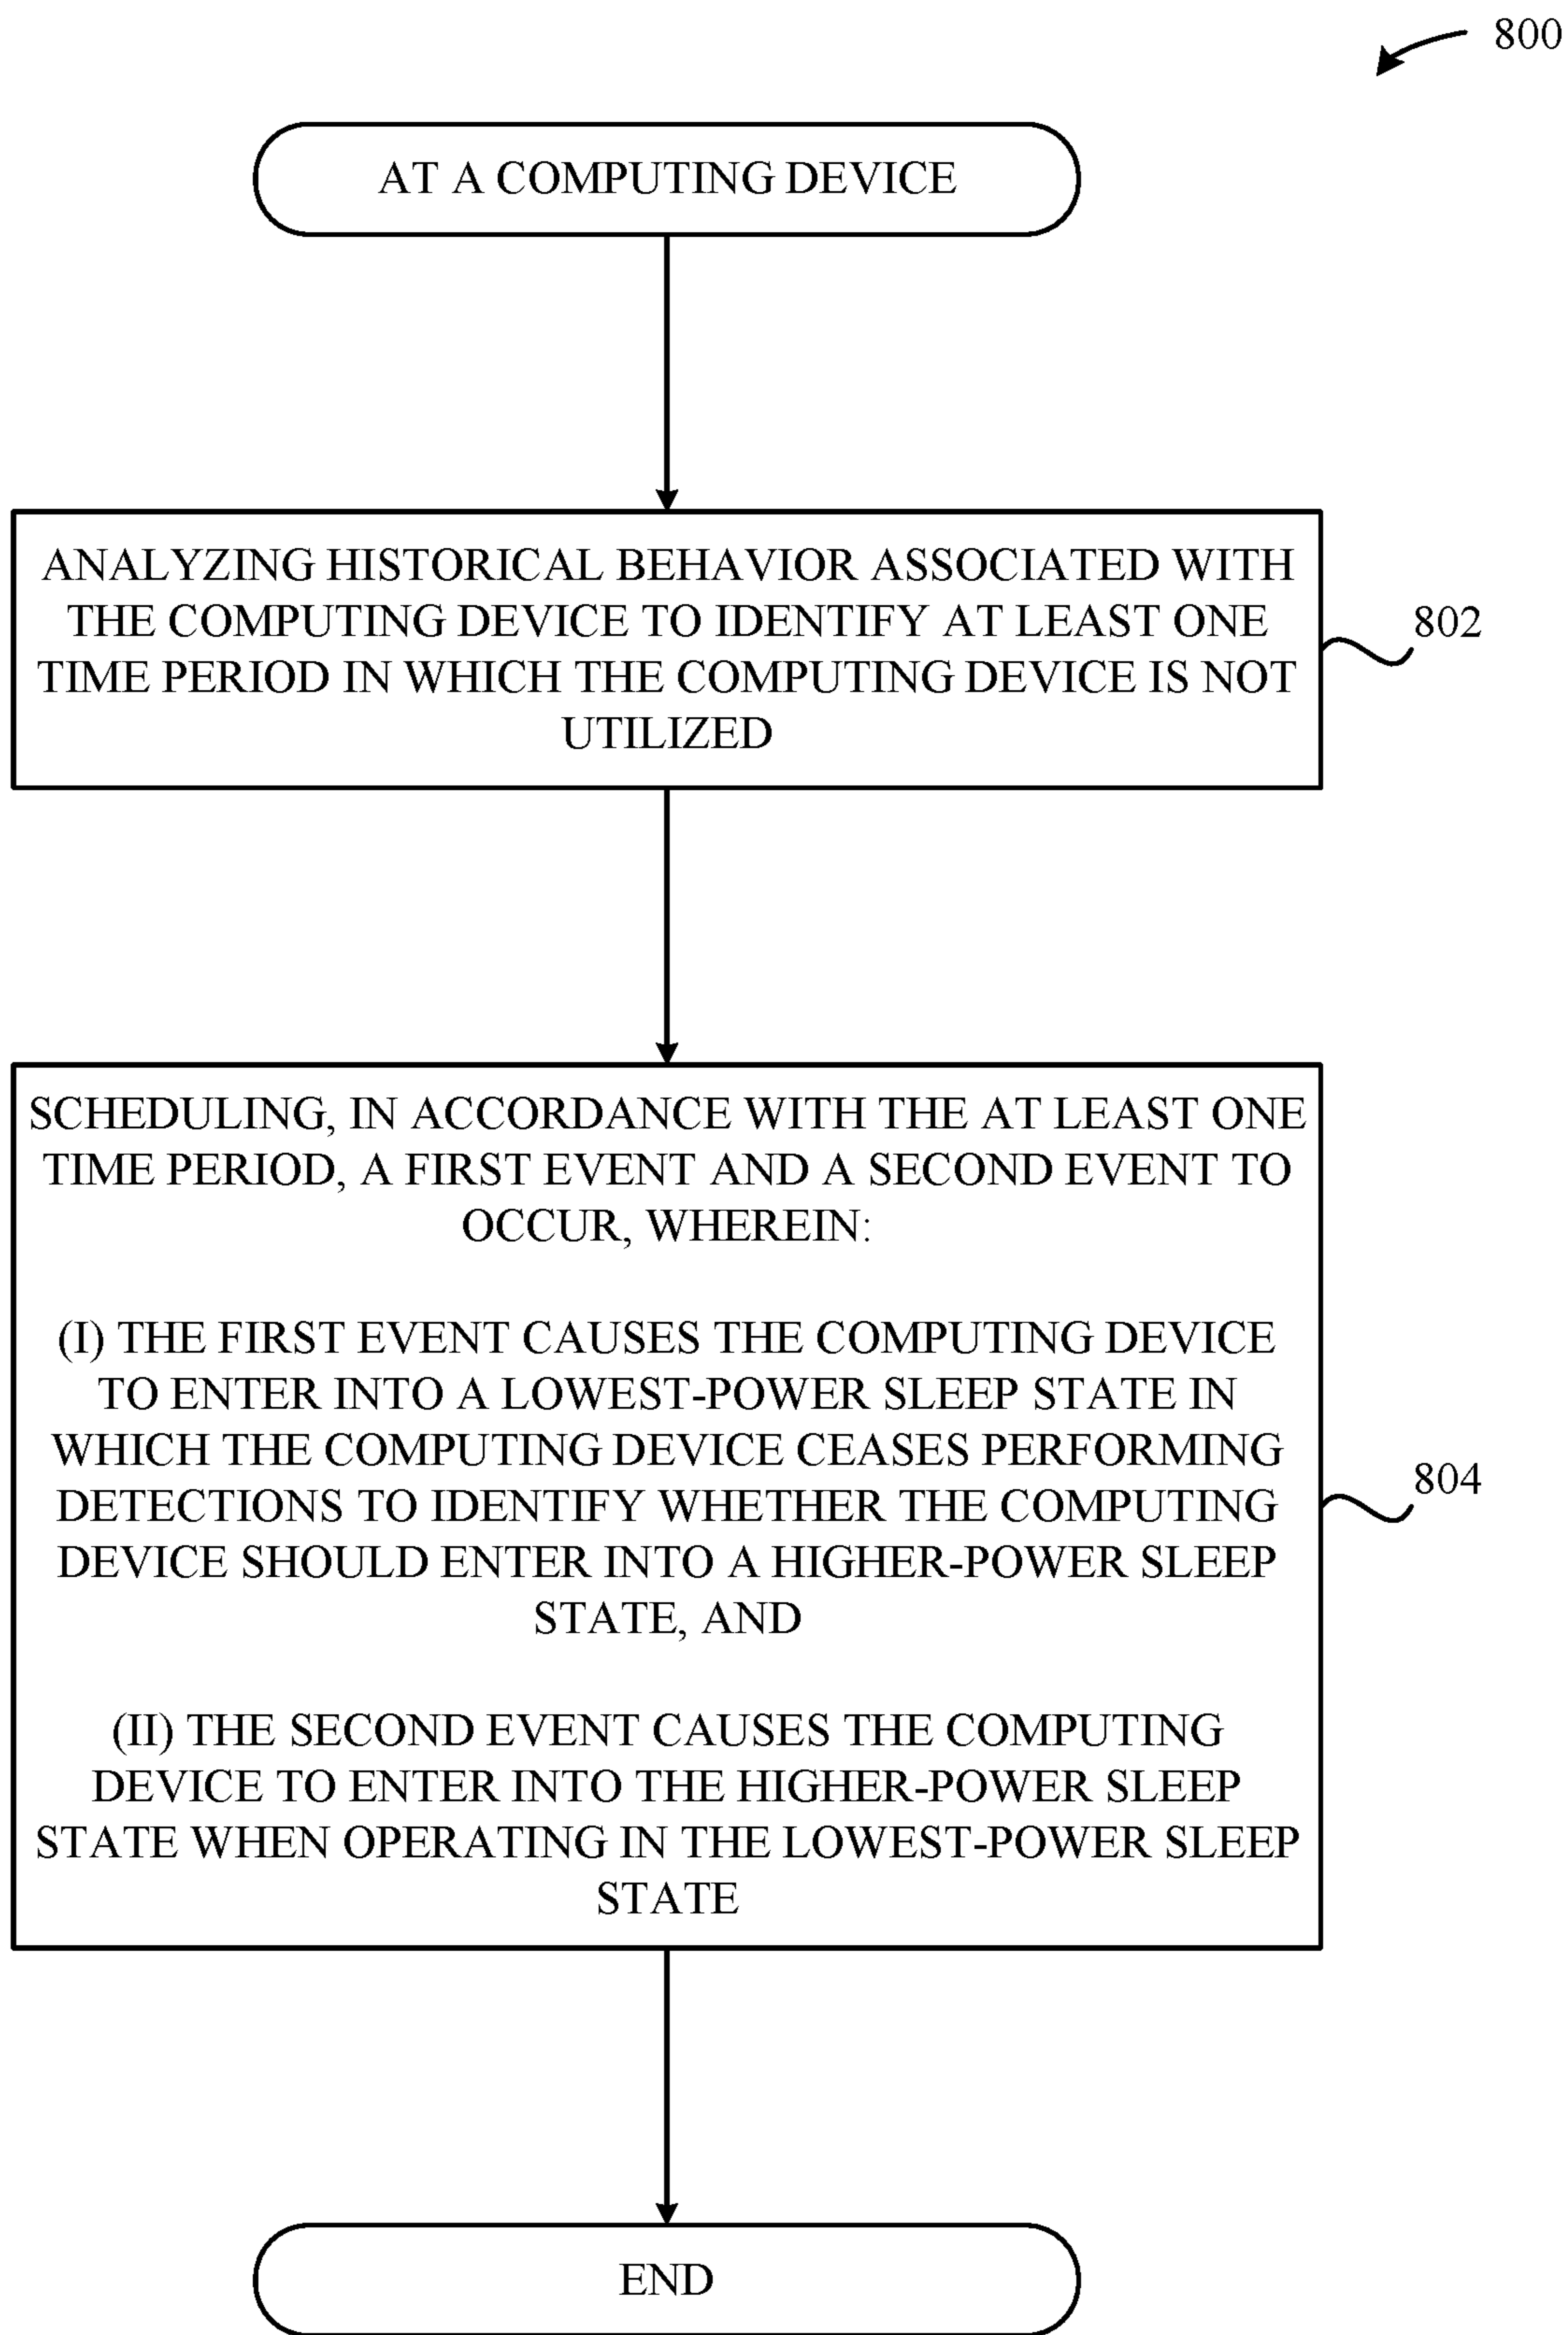 800
AT A COMPUTING DEVICE
ANALYZING HISTORICAL BEHAVIOR ASSOCIATED WITH
THE COMPUTING DEVICE TO IDENTIFY AT LEAST ONE
TIME PERIOD IN WHICH THE COMPUTING DEVICE IS NOT
UTILIZED
802
SCHEDULING, IN ACCORDANCE WITH THE AT LEAST ONE
TIME PERIOD, A FIRST EVENT AND A SECOND EVENT TO
OCCUR, WHEREIN:
(I) THE FIRST EVENT CAUSES THE COMPUTING DEVICE
TO ENTER INTO A LOWEST-POWER SLEEP STATE IN
WHICH THE COMPUTING DEVICE CEASES PERFORMING
DETECTIONS TO IDENTIFY WHETHER THE COMPUTING
DEVICE SHOULD ENTER INTO A HIGHER-POWER SLEEP
STATE, AND
(II) THE SECOND EVENT CAUSES THE COMPUTING
DEVICE TO ENTER INTO THE HIGHER-POWER SLEEP
STATE WHEN OPERATING IN THE LOWEST-POWER SLEEP
STATE
804
END